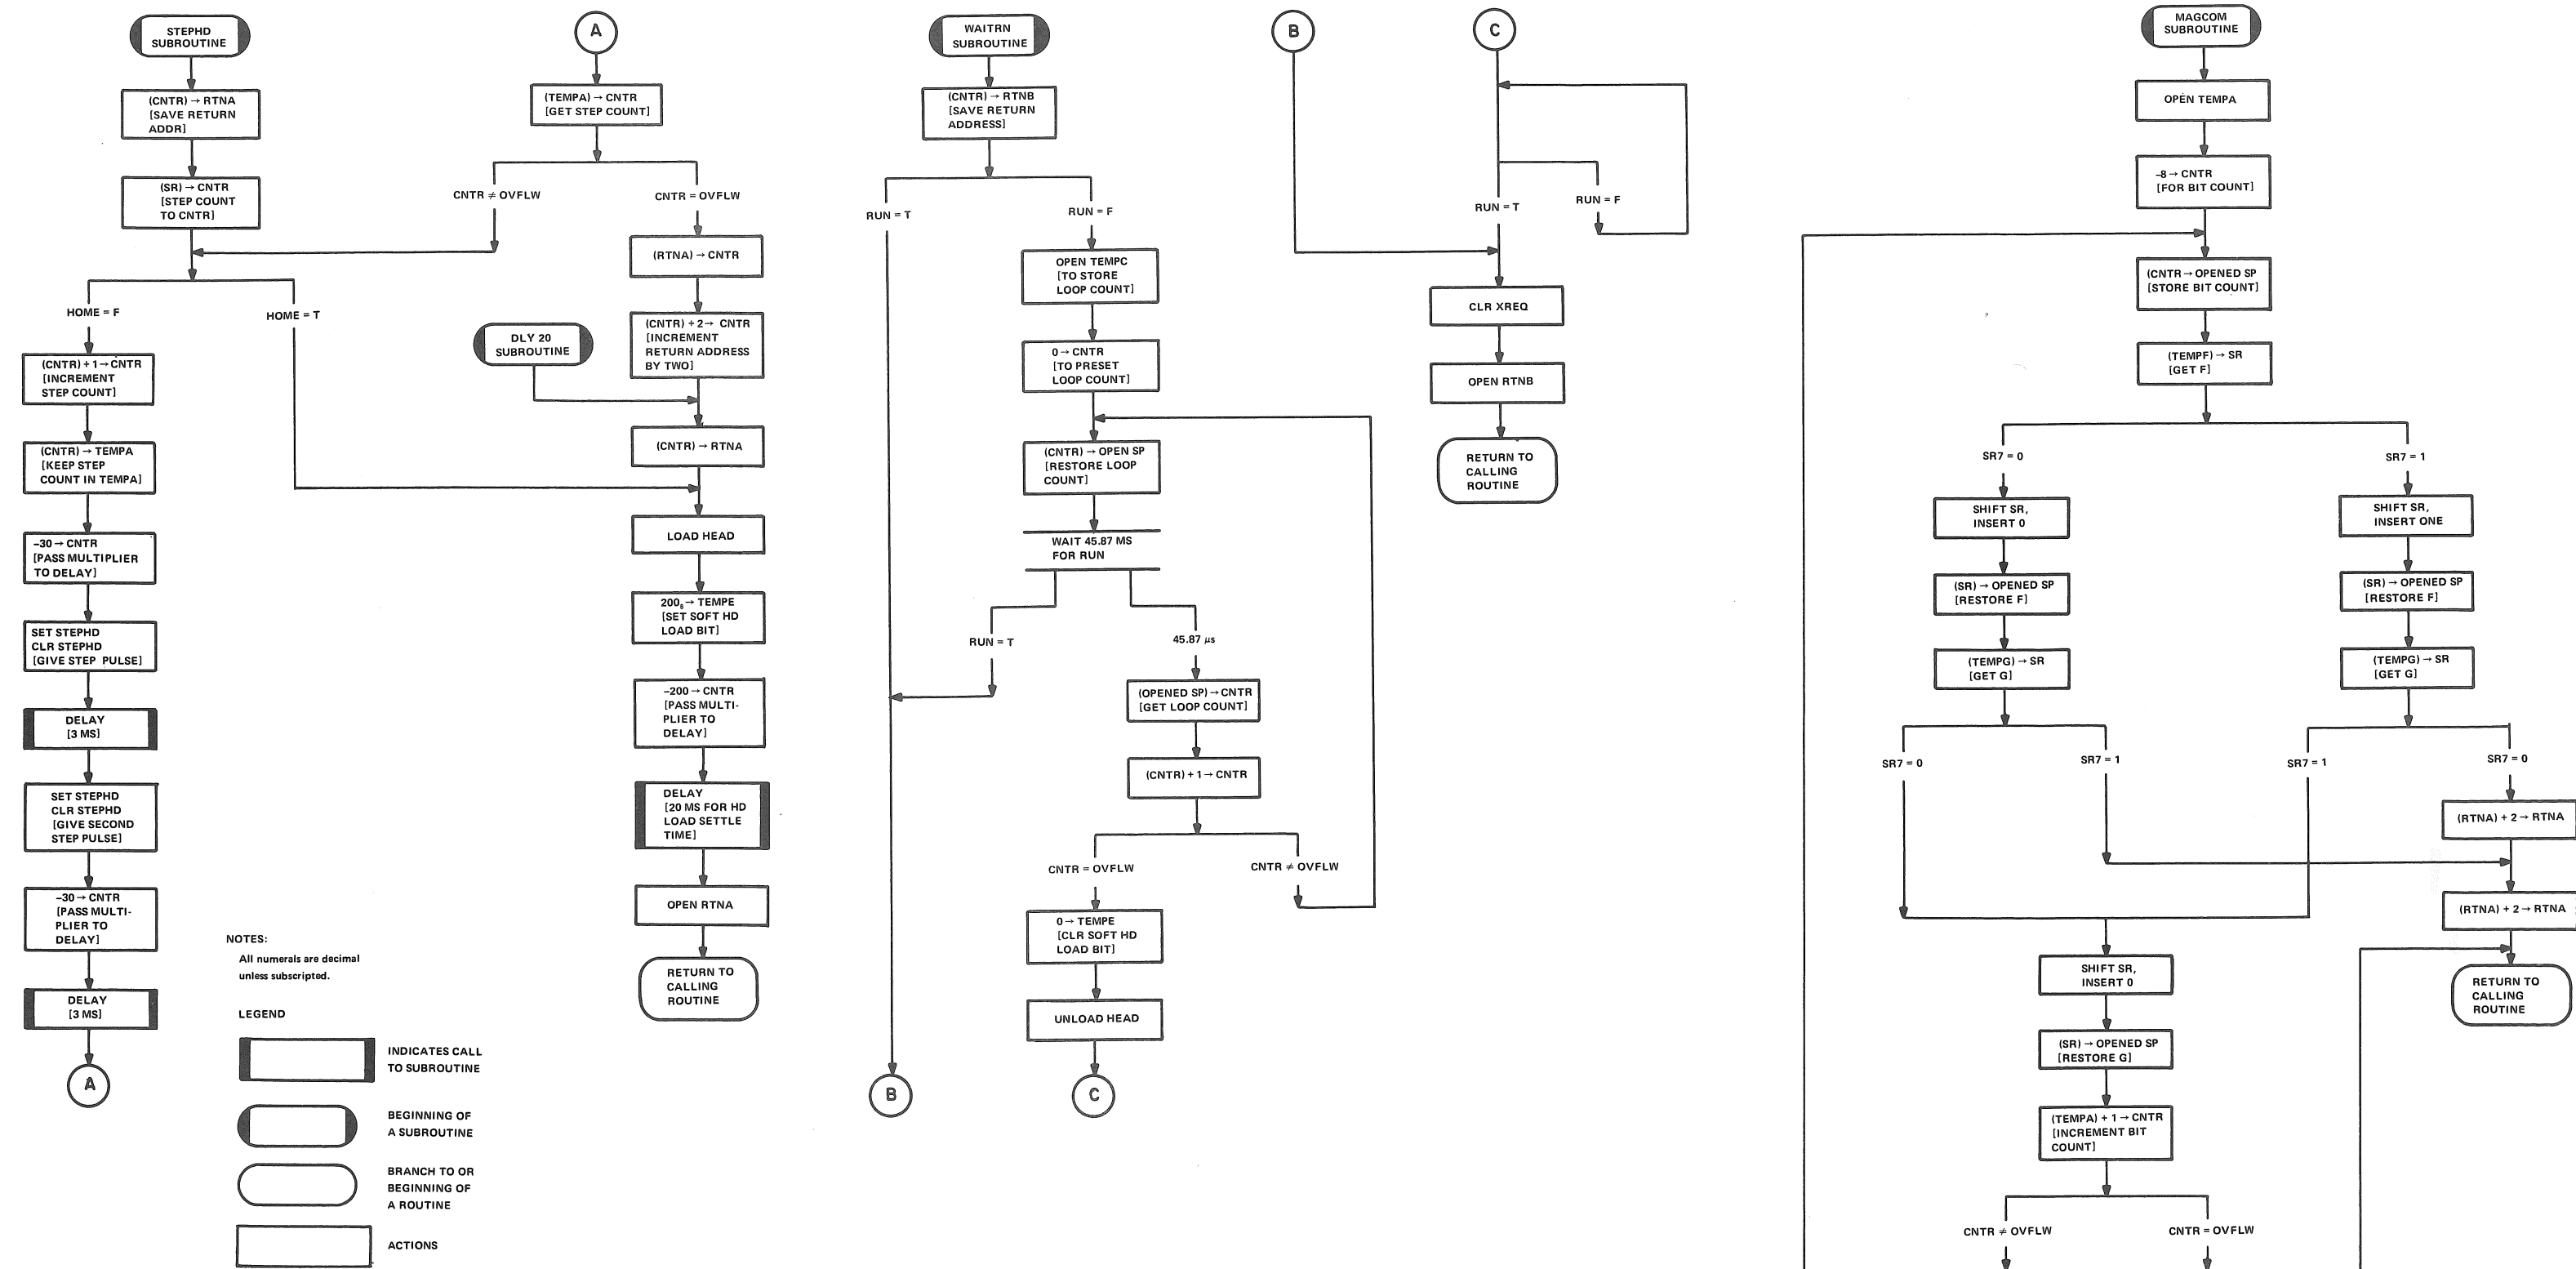 STEPHD
SUBROUTINE
(CNTR) → RTNA
[SAVE RETURN
ADDR]
(SR) → CNTR
[STEP COUNT
TO CNTR]
HOME = F
HOME = T
(CNTR) + 1 → CNTR
[INCREMENT
STEP COUNT]
(CNTR) → TEMPA
[KEEP STEP
COUNT IN TEMPA]
–30 → CNTR
[PASS MULTIPLIER
TO DELAY]
SET STEPHD
CLR STEPHD
[GIVE STEP PULSE]
DELAY
[3 MS]
SET STEPHD
CLR STEPHD
[GIVE SECOND
STEP PULSE]
–30 → CNTR
[PASS MULTI-
PLIER TO
DELAY]
DELAY
[3 MS]
A
NOTES:
All numerals are decimal
unless subscripted.
LEGEND
INDICATES CALL
TO SUBROUTINE
BEGINNING OF
A SUBROUTINE
BRANCH TO OR
BEGINNING OF
A ROUTINE
ACTIONS
A
(TEMPA) → CNTR
[GET STEP COUNT]
CNTR ≠ OVFLW
CNTR = OVFLW
(RTNA) → CNTR
(CNTR) + 2 → CNTR
[INCREMENT
RETURN ADDRESS
BY TWO]
DLY 20
SUBROUTINE
(CNTR) → RTNA
LOAD HEAD
200₈ → TEMPE
[SET SOFT HD
LOAD BIT]
–200 → CNTR
[PASS MULTI-
PLIER TO
DELAY]
DELAY
[20 MS FOR HD
LOAD SETTLE
TIME]
OPEN RTNA
RETURN TO
CALLING
ROUTINE
WAITRN
SUBROUTINE
(CNTR) → RTNB
[SAVE RETURN
ADDRESS]
RUN = T
RUN = F
OPEN TEMPC
[TO STORE
LOOP COUNT]
0 → CNTR
[TO PRESET
LOOP COUNT]
(CNTR) → OPEN SP
[RESTORE LOOP
COUNT]
WAIT 45.87 MS
FOR RUN
RUN = T
45.87 µs
(OPENED SP) → CNTR
[GET LOOP COUNT]
(CNTR) + 1 → CNTR
CNTR = OVFLW
CNTR ≠ OVFLW
0 → TEMPE
[CLR SOFT HD
LOAD BIT]
UNLOAD HEAD
B
C
B
C
RUN = T
RUN = F
CLR XREQ
OPEN RTNB
RETURN TO
CALLING
ROUTINE
MAGCOM
SUBROUTINE
OPEN TEMPA
–8 → CNTR
[FOR BIT COUNT]
(CNTR → OPENED SP
[STORE BIT COUNT]
(TEMPF) → SR
[GET F]
SR7 = 0
SR7 = 1
SHIFT SR,
INSERT 0
SHIFT SR,
INSERT ONE
(SR) → OPENED SP
[RESTORE F]
(SR) → OPENED SP
[RESTORE F]
(TEMPG) → SR
[GET G]
(TEMPG) → SR
[GET G]
SR7 = 0
SR7 = 1
SR7 = 1
SR7 = 0
(RTNA) + 2 → RTNA
(RTNA) + 2 → RTNA
RETURN TO
CALLING
ROUTINE
SHIFT SR,
INSERT 0
(SR) → OPENED SP
[RESTORE G]
(TEMPA) + 1 → CNTR
[INCREMENT BIT
COUNT]
CNTR ≠ OVFLW
CNTR = OVFLW